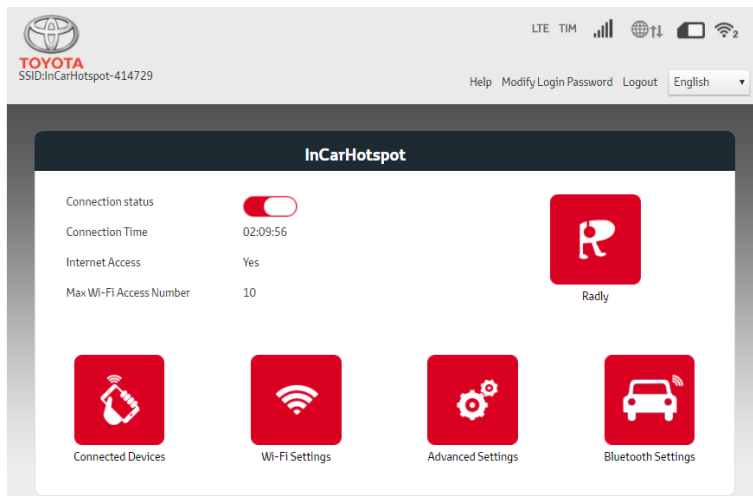 LTE TIM 2
TOYOTA
SSID:InCarHotspot-414729
Help Modify Login Password Logout English
InCarHotspot
Connection status
Connection Time 02:09:56
Internet Access Yes
Max Wi-Fi Access Number 10
Radly
Connected Devices Wi-Fi Settings Advanced Settings Bluetooth Settings